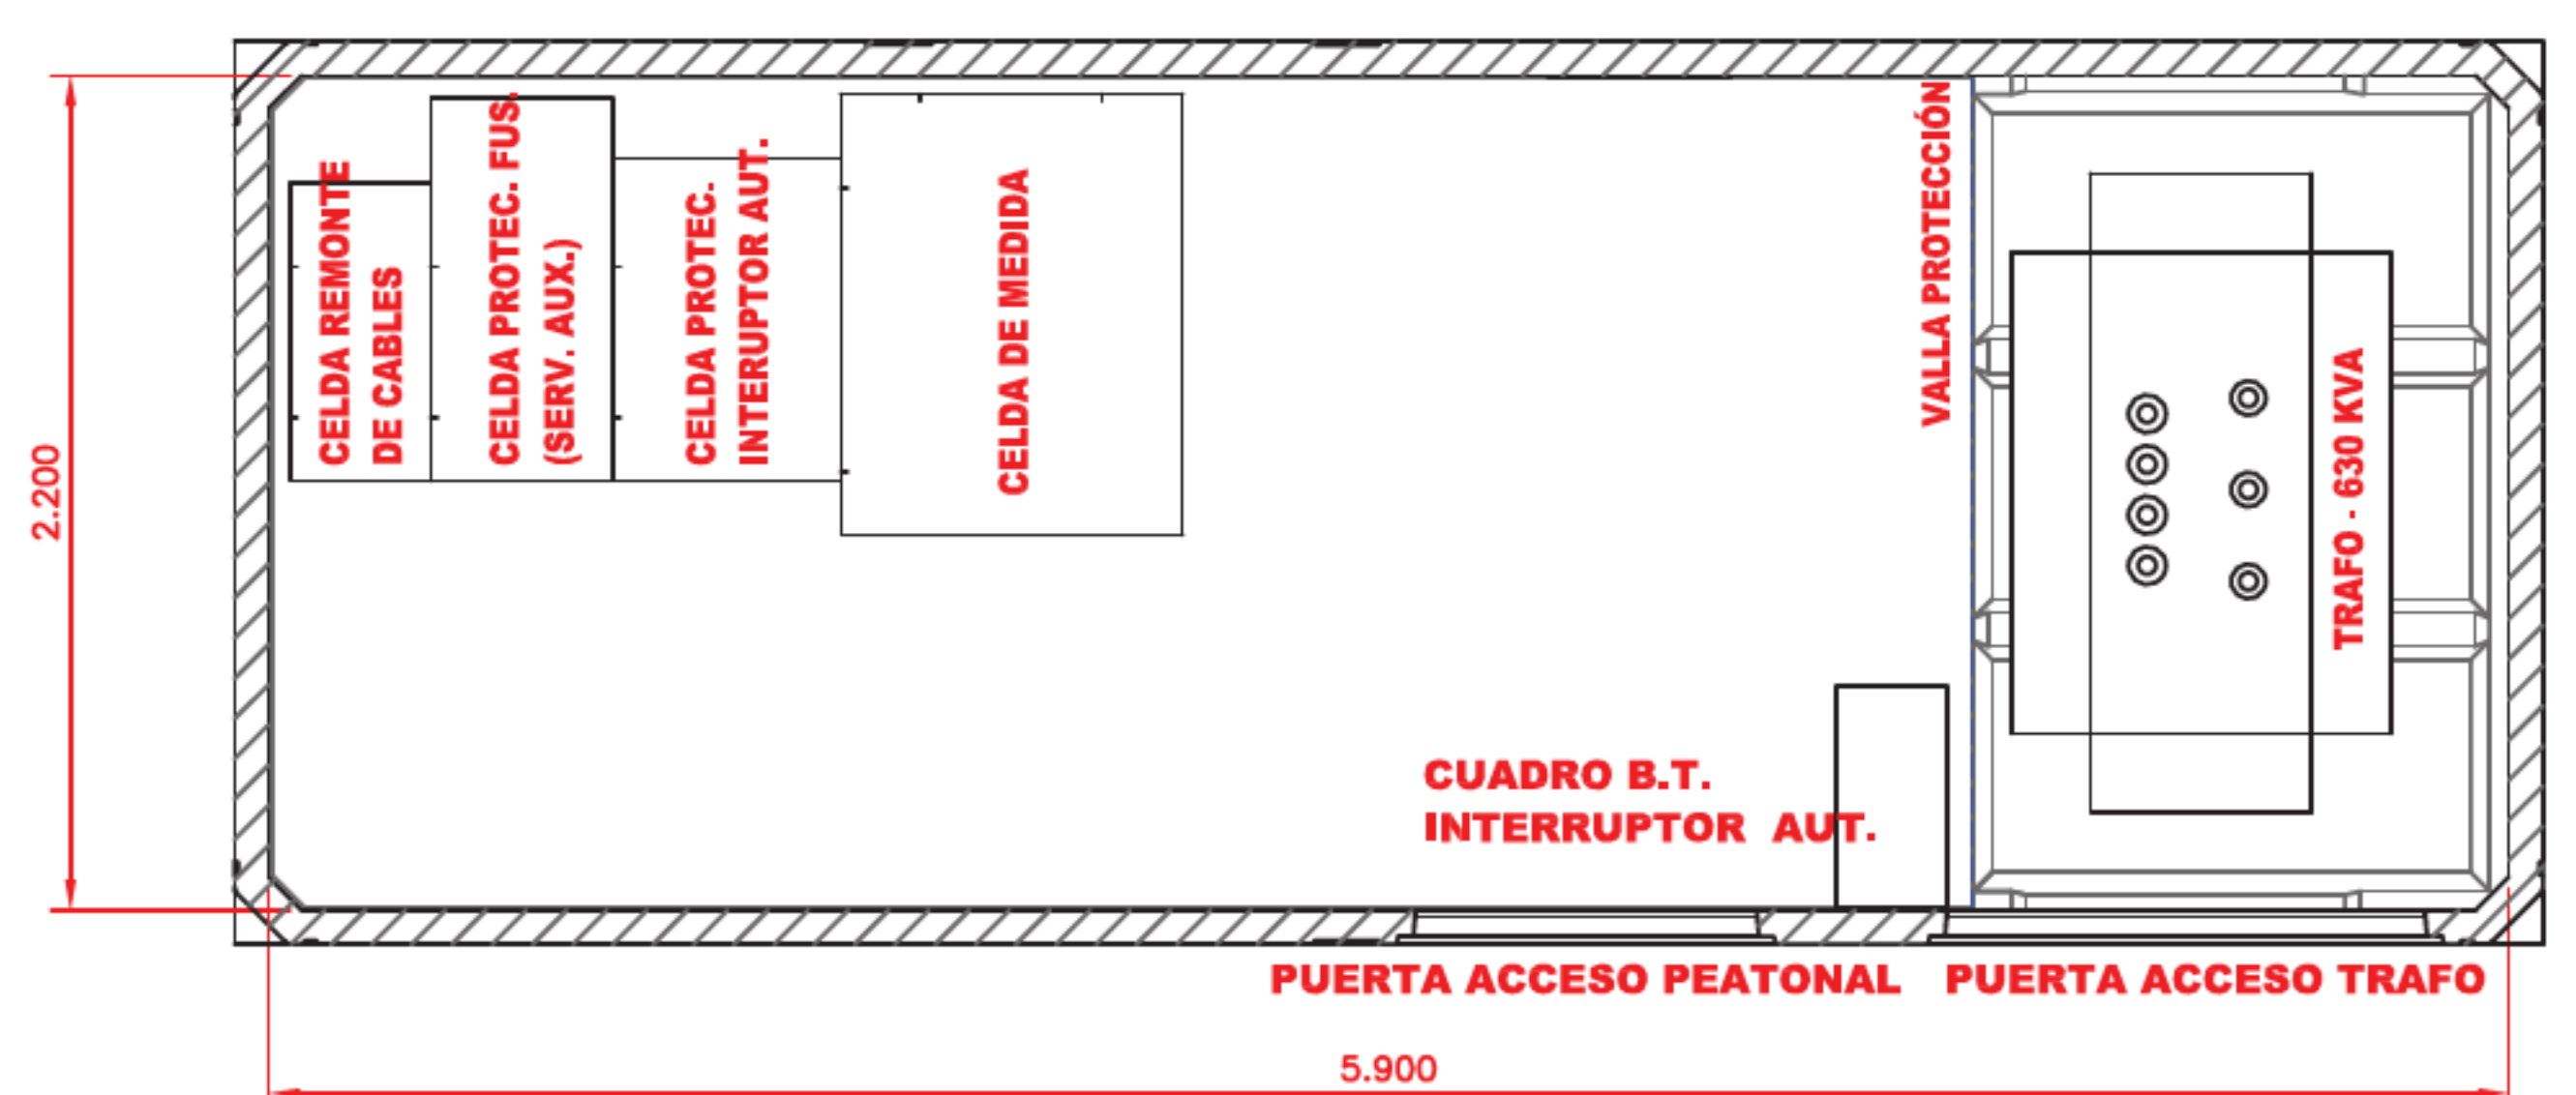 CELDA REMONTE
DE CABLES
CELDA PROTEC. FUS.
(SERV. AUX.)
CELDA PROTEC.
INTERUPTOR AUT.
CELDA DE MEDIDA
VALLA PROTECCIÓN
TRAFO - 630 KVA
2.200
CUADRO B.T.
INTERRUPTOR AUT.
PUERTA ACCESO PEATONAL
PUERTA ACCESO TRAFO
5.900